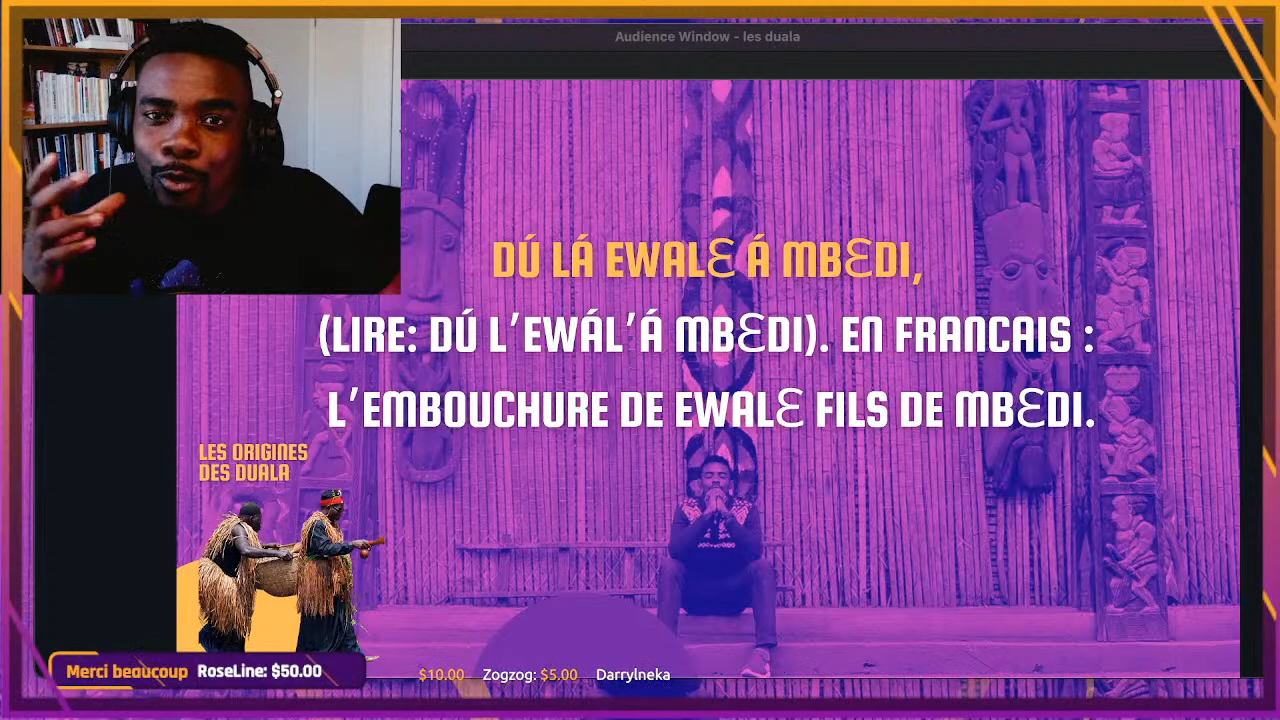 Audience Window - les duala
DÚ LÁ EWALƐ Á MBƐDI,
(LIRE: DÚ L'EWÁL'Á MBƐDI). EN FRANCAIS :
L'EMBOUCHURE DE EWALƐ FILS DE MBƐDI.
LES ORIGINES
DES DUALA
Merci beaucoup RoseLine: $50.00
$10.00 Zogzog: $5.00 Darrylneka